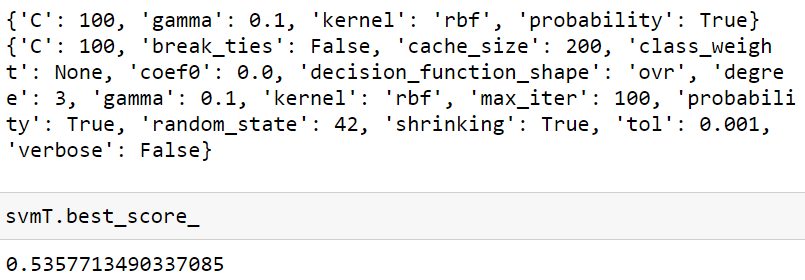 {'C': 100, 'gamma': 0.1, 'kernel': 'rbf', 'probability': True}
{'C': 100, 'break_ties': False, 'cache_size': 200, 'class_weigh
t': None, 'coef0': 0.0, 'decision_function_shape': 'ovr', 'degre
e': 3, 'gamma': 0.1, 'kernel': 'rbf', 'max_iter': 100, 'probabili
ty': True, 'random_state': 42, 'shrinking': True, 'tol': 0.001,
'verbose': False}
svmT.best_score_
0.5357713490337085